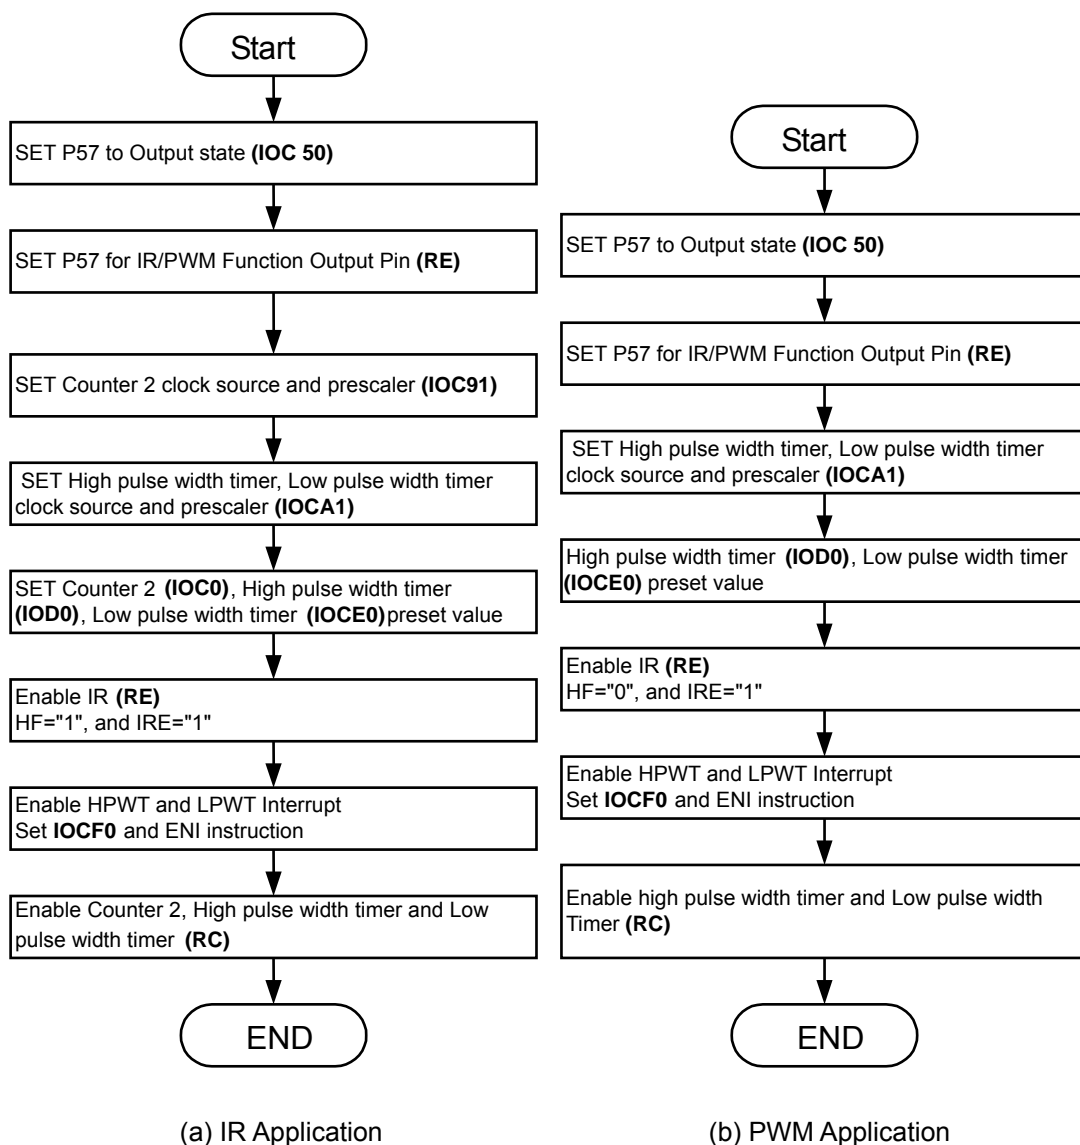 Start
SET P57 to Output state (IOC 50)
SET P57 for IR/PWM Function Output Pin (RE)
SET Counter 2 clock source and prescaler (IOC91)
SET High pulse width timer, Low pulse width timer
clock source and prescaler (IOCA1)
SET Counter 2 (IOC0), High pulse width timer
(IOD0), Low pulse width timer (IOCE0) preset value
Enable IR (RE)
HF="1", and IRE="1"
Enable HPWT and LPWT Interrupt
Set IOCF0 and ENI instruction
Enable Counter 2, High pulse width timer and Low
pulse width timer (RC)
END
(a) IR Application
Start
SET P57 to Output state (IOC 50)
SET P57 for IR/PWM Function Output Pin (RE)
SET High pulse width timer, Low pulse width timer
clock source and prescaler (IOCA1)
High pulse width timer (IOD0), Low pulse width timer
(IOCE0) preset value
Enable IR (RE)
HF="0", and IRE="1"
Enable HPWT and LPWT Interrupt
Set IOCF0 and ENI instruction
Enable high pulse width timer and Low pulse width
Timer (RC)
END
(b) PWM Application